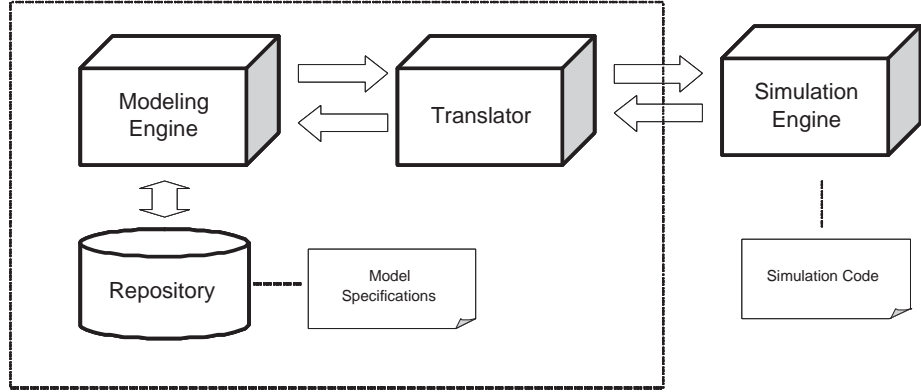 Modeling
Engine
Translator
Simulation
Engine
Repository
Model
Specifications
Simulation Code